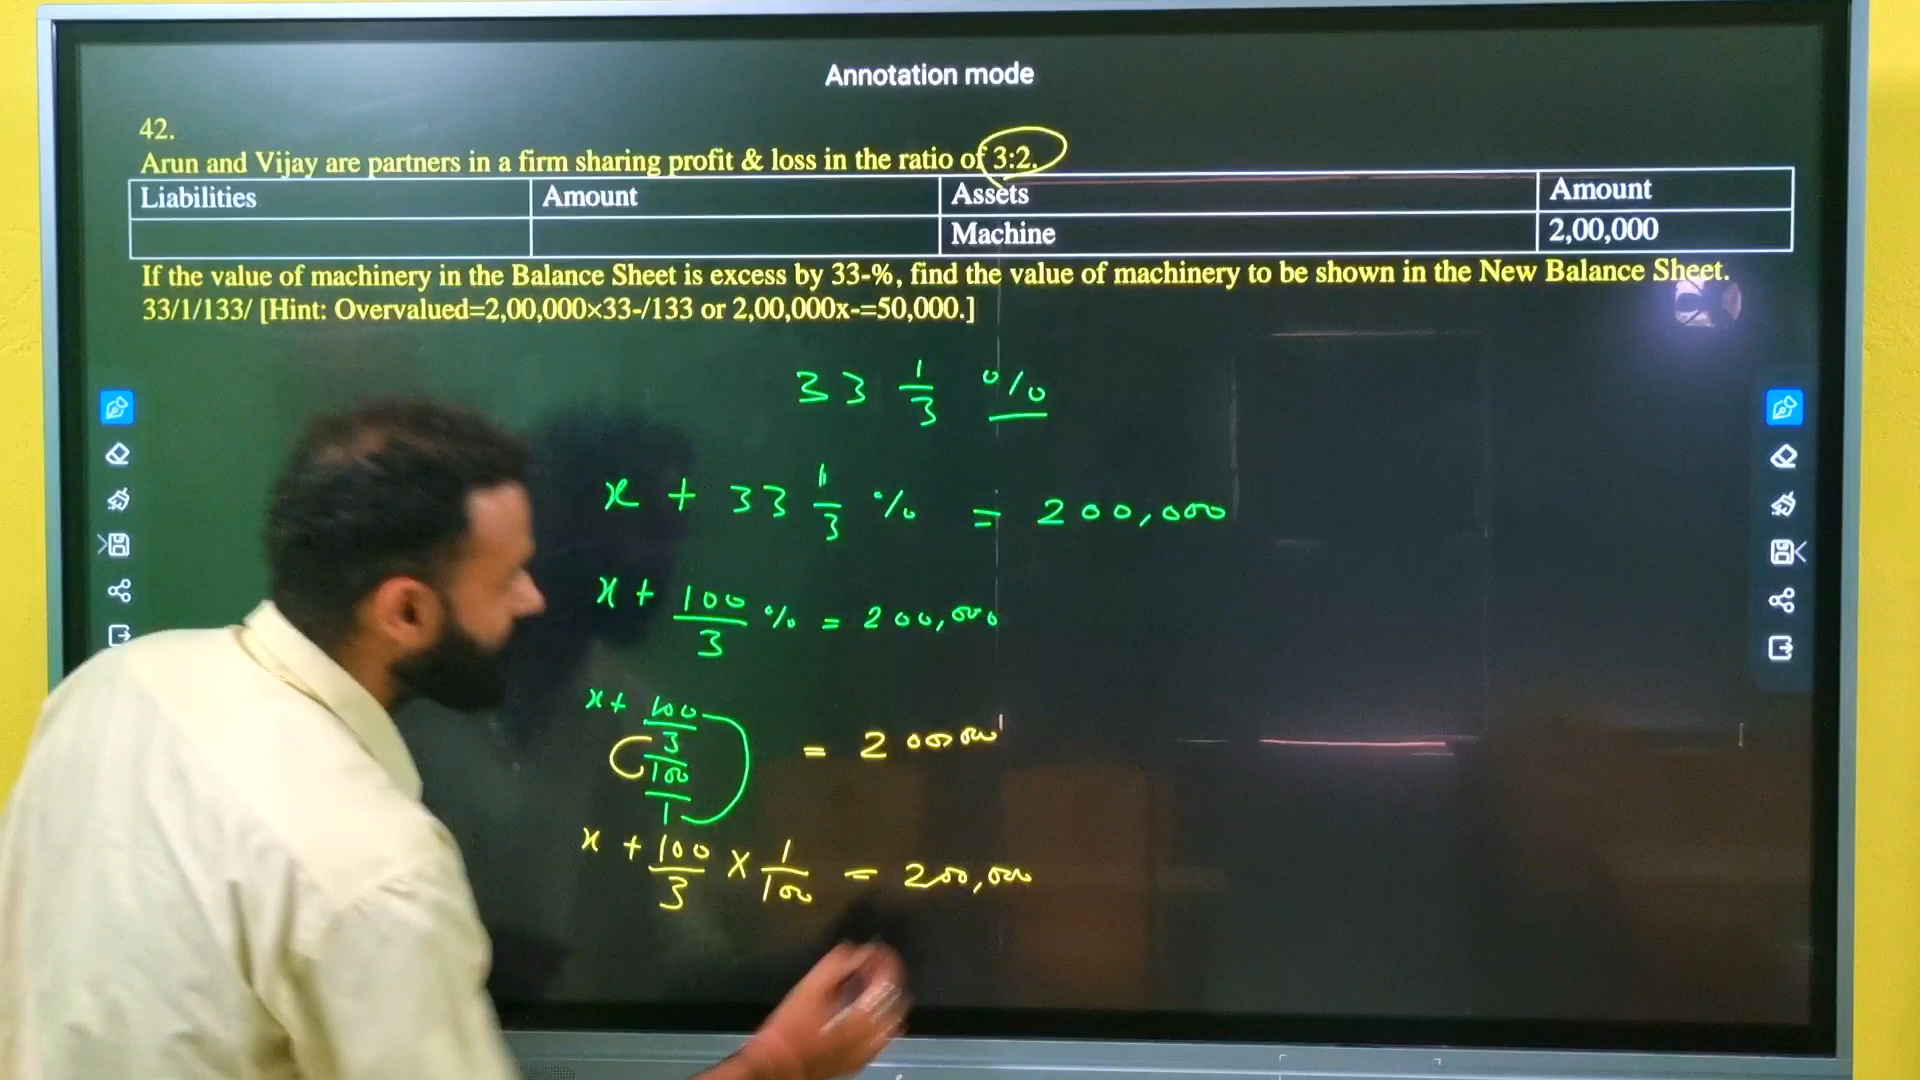 Annotation mode
42.
Arun and Vijay are partners in a firm sharing profit & loss in the ratio of 3:2.
Liabilities Amount Assets Amount
Machine 2,00,000
If the value of machinery in the Balance Sheet is excess by 33-%, find the value of machinery to be shown in the New Balance Sheet.
33/1/133/ [Hint: Overvalued=2,00,000×33-/133 or 2,00,000x-=50,000.]
33 1/3 %
x + 33 1/3 % = 200,000
x + 100/3 % = 200,000
x + 100/3/100/1 = 200000
x + 100/3 × 1/100 = 200,000